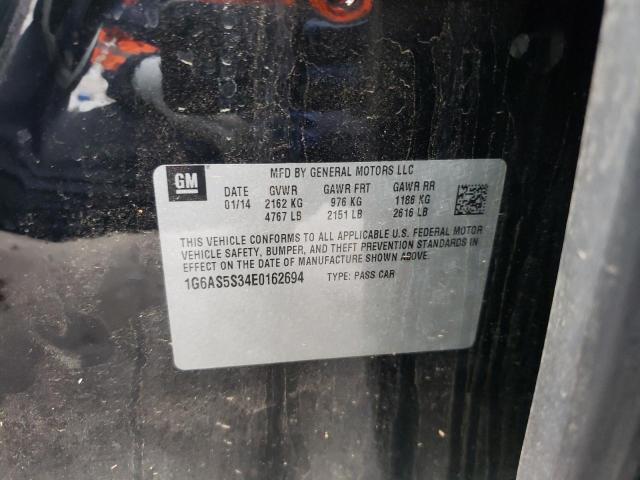 GM
MFD BY GENERAL MOTORS LLC
DATE GVWR GAWR FRT GAWR RR
01/14 2162 KG 976 KG 1186 KG
4767 LB 2151 LB 2616 LB
THIS VEHICLE CONFORMS TO ALL APPLICABLE U.S. FEDERAL MOTOR
VEHICLE SAFETY, BUMPER, AND THEFT PREVENTION STANDARDS IN
EFFECT ON THE DATE OF MANUFACTURE SHOWN ABOVE.
1G6AS5S34E0162694 TYPE: PASS CAR